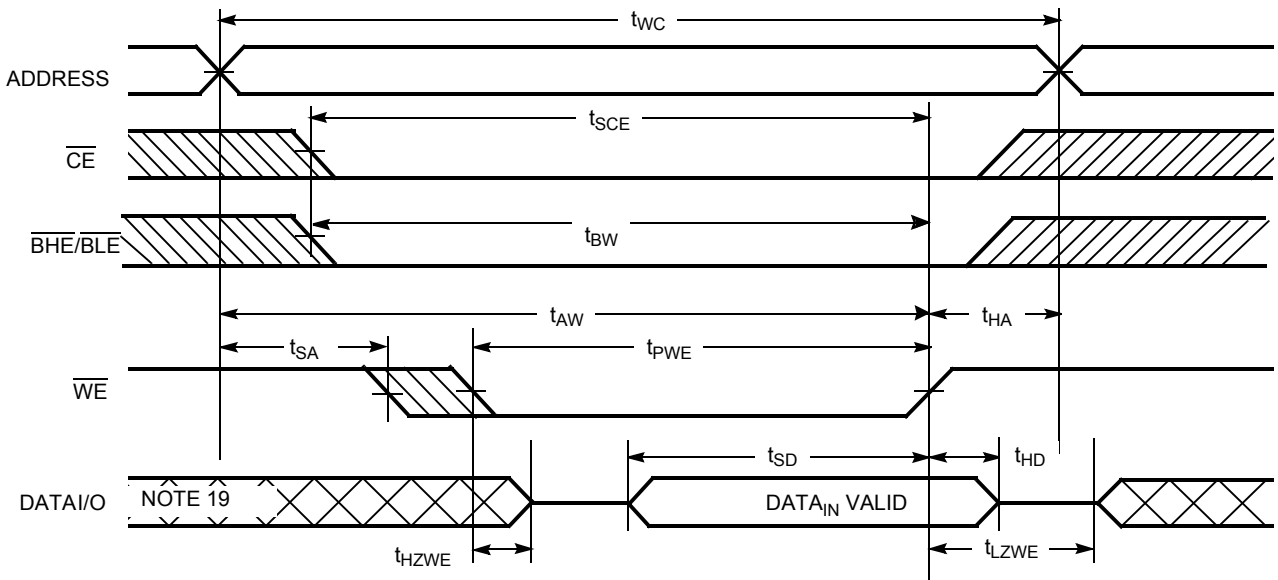 tWC
ADDRESS
tSCE
CE
tBW
BHE/BLE
tAW
tHA
tSA
tPWE
WE
tSD
tHD
DATAI/O
NOTE 19
DATAIN VALID
tHZWE
tLZWE